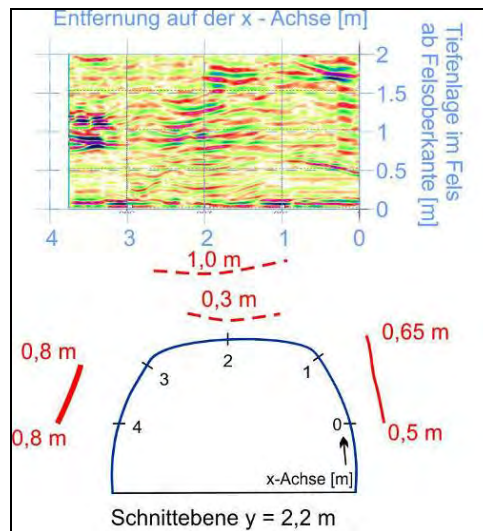 Entfernung auf der x - Achse [m]
2
1.5
1
0.5
0
Tiefenlage im Fels
ab Felsoberkante [m]
4
3
2
1
0
1,0 m
0,3 m
0,8 m
0,8 m
0,65 m
0,5 m
4
3
2
1
0
x-Achse [m]
Schnittebene y = 2,2 m